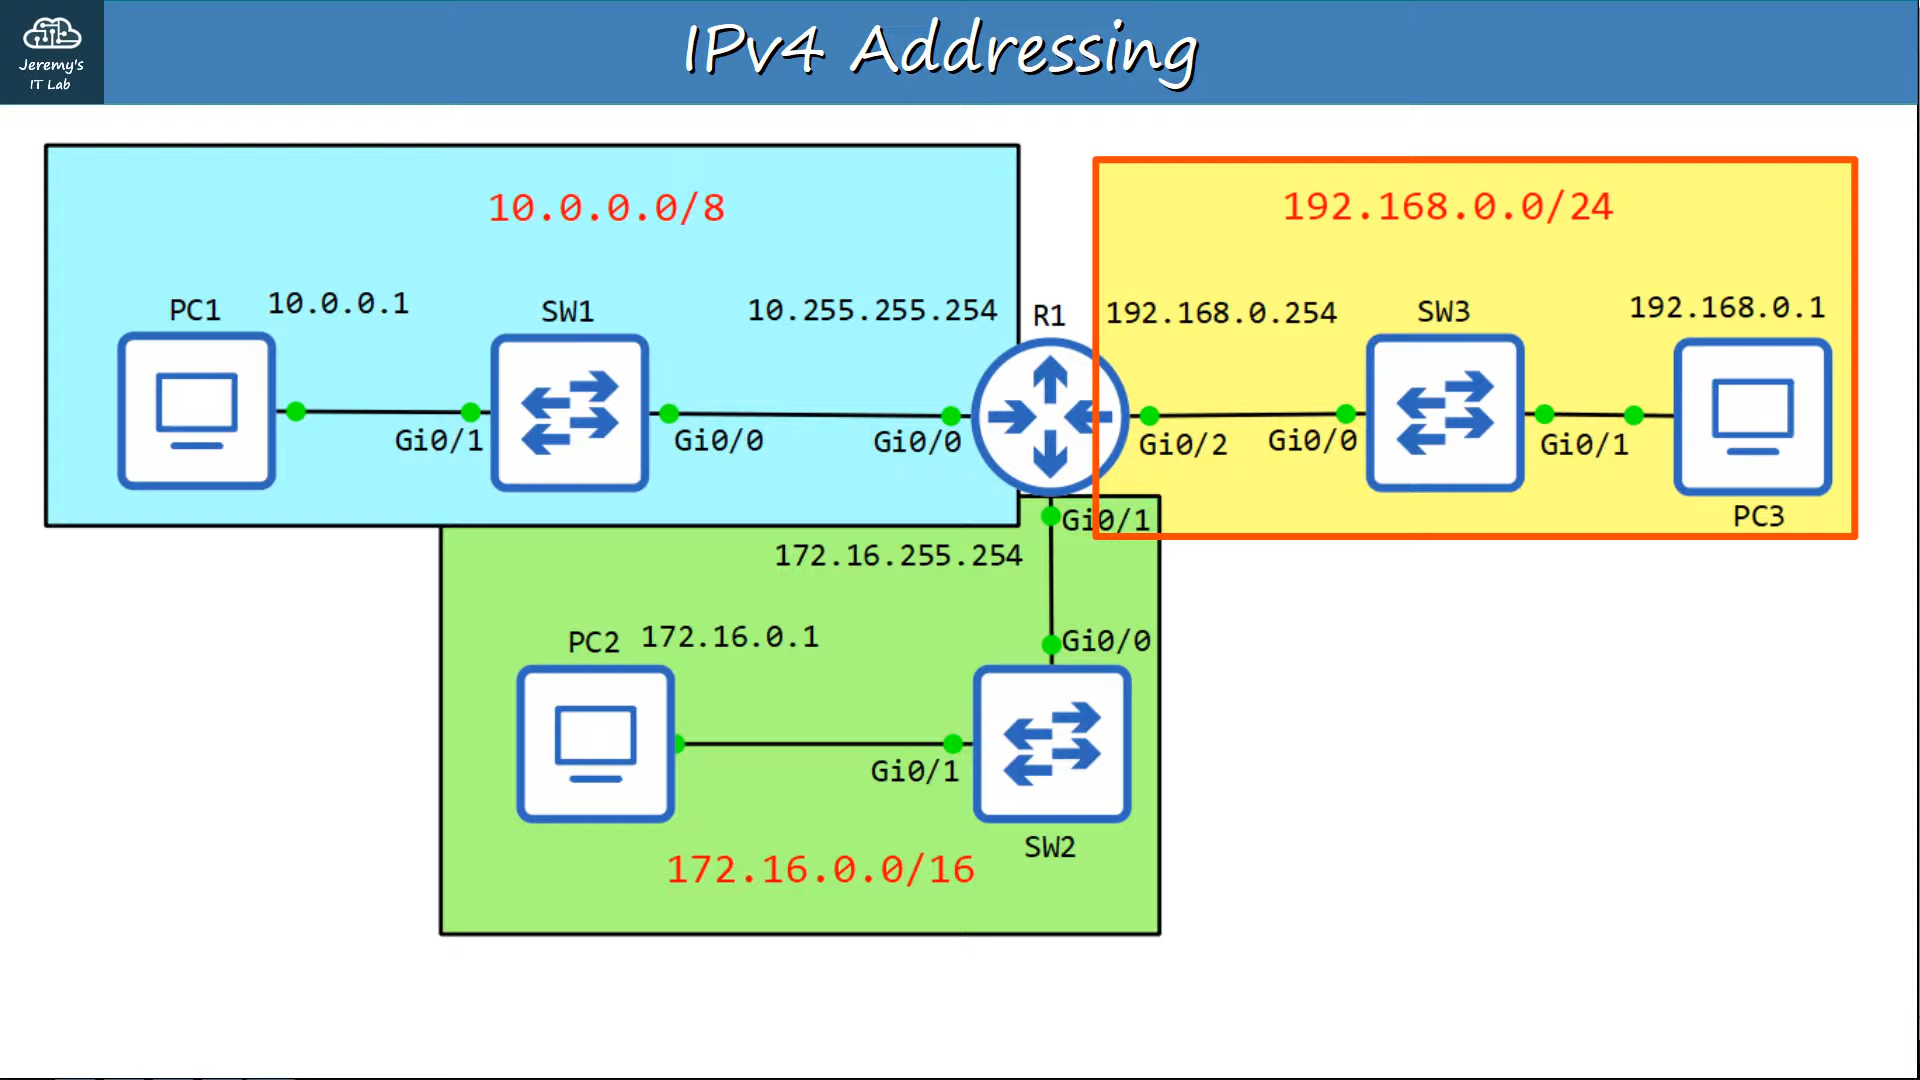 Jeremy's
IT Lab
IPv4 Addressing
10.0.0.0/8
192.168.0.0/24
PC1
10.0.0.1
SW1
10.255.255.254
R1
192.168.0.254
SW3
192.168.0.1
Gi0/1
Gi0/0
Gi0/0
Gi0/2
Gi0/0
Gi0/1
PC3
Gi0/1
172.16.255.254
PC2
172.16.0.1
Gi0/0
Gi0/1
SW2
172.16.0.0/16